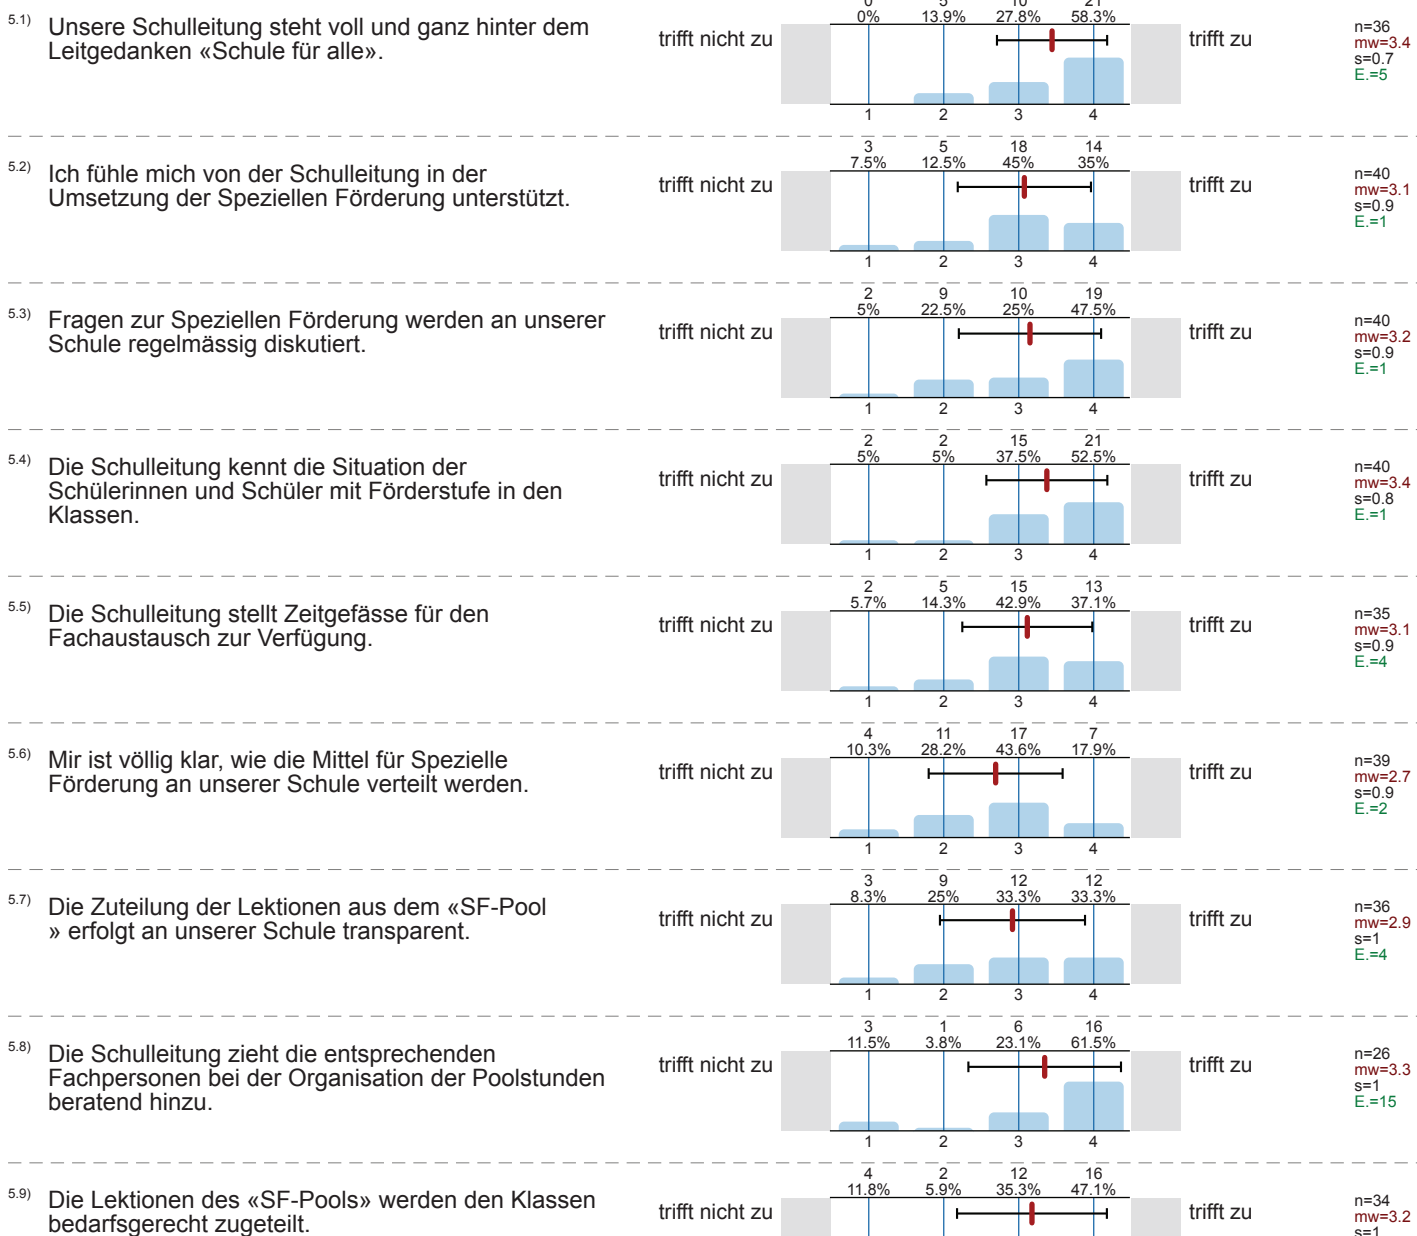 0 5 10 21
0% 13.9% 27.8% 58.3%
5.1) Unsere Schulleitung steht voll und ganz hinter dem
Leitgedanken «Schule für alle».
trifft nicht zu
trifft zu
n=36
mw=3.4
s=0.7
E.=5
1 2 3 4
3 5 18 14
7.5% 12.5% 45% 35%
5.2) Ich fühle mich von der Schulleitung in der
Umsetzung der Speziellen Förderung unterstützt.
trifft nicht zu
trifft zu
n=40
mw=3.1
s=0.9
E.=1
1 2 3 4
2 9 10 19
5% 22.5% 25% 47.5%
5.3) Fragen zur Speziellen Förderung werden an unserer
Schule regelmässig diskutiert.
trifft nicht zu
trifft zu
n=40
mw=3.2
s=0.9
E.=1
1 2 3 4
2 2 15 21
5% 5% 37.5% 52.5%
5.4) Die Schulleitung kennt die Situation der
Schülerinnen und Schüler mit Förderstufe in den
Klassen.
trifft nicht zu
trifft zu
n=40
mw=3.4
s=0.8
E.=1
1 2 3 4
2 5 15 13
5.7% 14.3% 42.9% 37.1%
5.5) Die Schulleitung stellt Zeitgefässe für den
Fachaustausch zur Verfügung.
trifft nicht zu
trifft zu
n=35
mw=3.1
s=0.9
E.=4
1 2 3 4
4 11 17 7
10.3% 28.2% 43.6% 17.9%
5.6) Mir ist völlig klar, wie die Mittel für Spezielle
Förderung an unserer Schule verteilt werden.
trifft nicht zu
trifft zu
n=39
mw=2.7
s=0.9
E.=2
1 2 3 4
3 9 12 12
8.3% 25% 33.3% 33.3%
5.7) Die Zuteilung der Lektionen aus dem «SF-Pool
» erfolgt an unserer Schule transparent.
trifft nicht zu
trifft zu
n=36
mw=2.9
s=1
E.=4
1 2 3 4
3 1 6 16
11.5% 3.8% 23.1% 61.5%
5.8) Die Schulleitung zieht die entsprechenden
Fachpersonen bei der Organisation der Poolstunden
beratend hinzu.
trifft nicht zu
trifft zu
n=26
mw=3.3
s=1
E.=15
1 2 3 4
4 2 12 16
11.8% 5.9% 35.3% 47.1%
5.9) Die Lektionen des «SF-Pools» werden den Klassen
bedarfsgerecht zugeteilt.
trifft nicht zu
trifft zu
n=34
mw=3.2
s=1